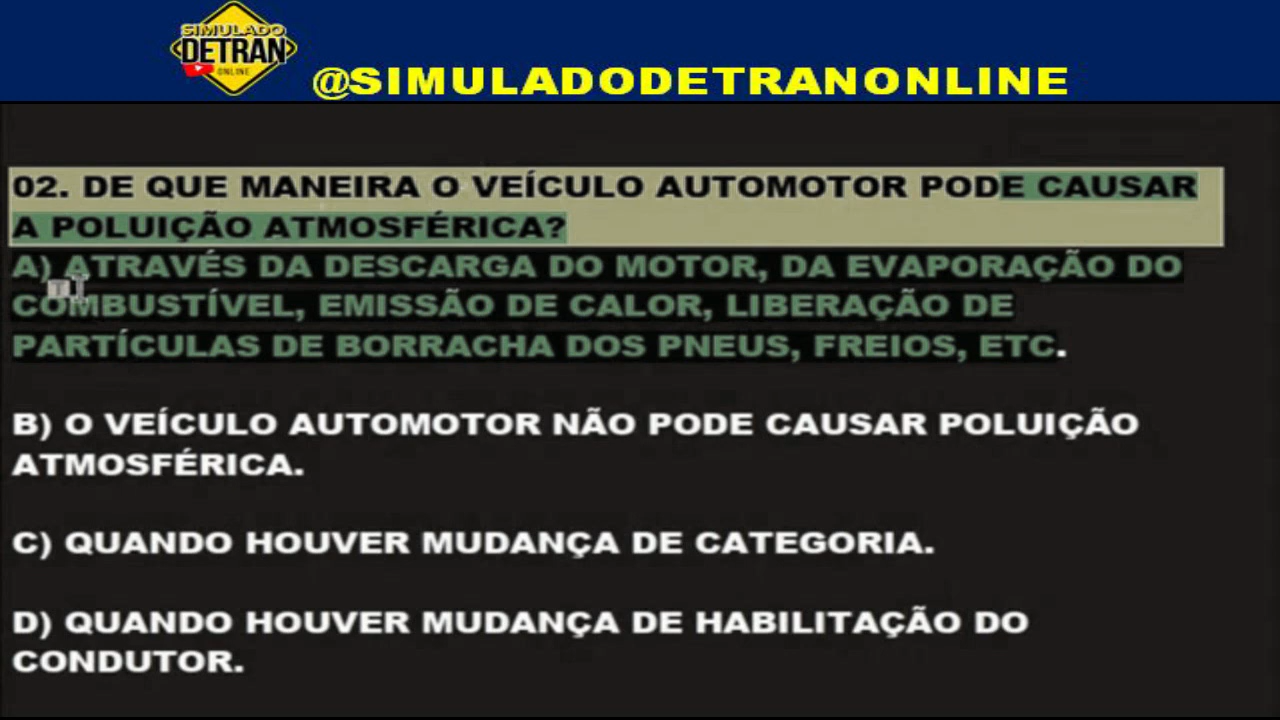 SIMULADO
DETRAN
ONLINE
@SIMULADODETRANONLINE
02. DE QUE MANEIRA O VEÍCULO AUTOMOTOR PODE CAUSAR
A POLUIÇÃO ATMOSFÉRICA?
A) ATRAVÉS DA DESCARGA DO MOTOR, DA EVAPORAÇÃO DO
COMBUSTÍVEL, EMISSÃO DE CALOR, LIBERAÇÃO DE
PARTÍCULAS DE BORRACHA DOS PNEUS, FREIOS, ETC.
B) O VEÍCULO AUTOMOTOR NÃO PODE CAUSAR POLUIÇÃO
ATMOSFÉRICA.
C) QUANDO HOUVER MUDANÇA DE CATEGORIA.
D) QUANDO HOUVER MUDANÇA DE HABILITAÇÃO DO
CONDUTOR.